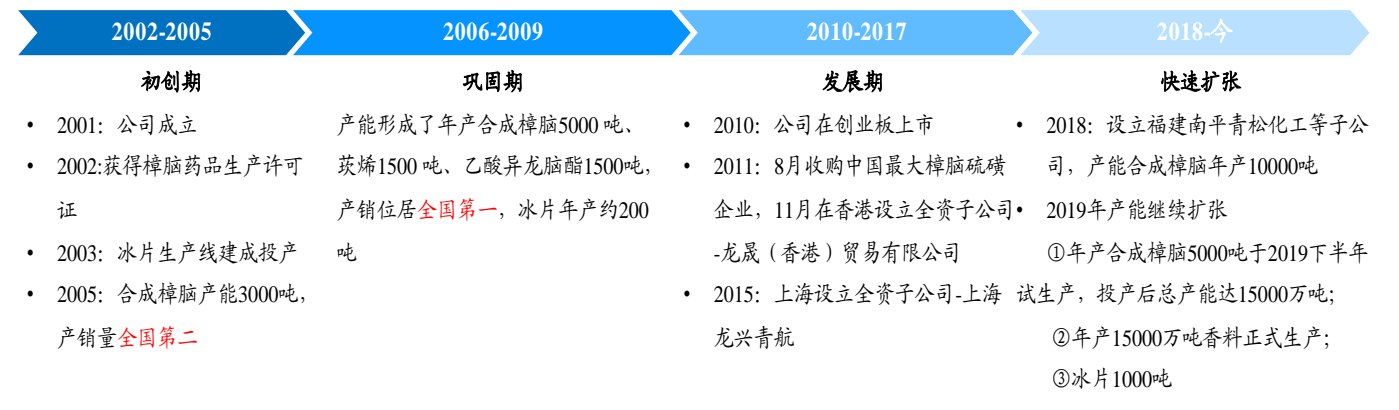 2002-2005
2006-2009
2010-2017
2018-今
初创期
• 2001：公司成立
• 2002:获得樟脑药品生产许可
证
• 2003：冰片生产线建成投产
• 2005：合成樟脑产能3000吨，
产销量全国第二
巩固期
产能形成了年产合成樟脑5000 吨、
莰烯1500 吨、乙酸异龙脑酯1500吨，
产销位居全国第一，冰片年产约200
吨
发展期
• 2010：公司在创业板上市
• 2011：8月收购中国最大樟脑硫磺
企业，11月在香港设立全资子公司
-龙晟（香港）贸易有限公司
• 2015：上海设立全资子公司-上海
龙兴青航
快速扩张
• 2018：设立福建南平青松化工等子公
司，产能合成樟脑年产10000吨
• 2019年产能继续扩张
①年产合成樟脑5000吨于2019下半年
试生产，投产后总产能达15000万吨；
②年产15000万吨香料正式生产；
③冰片1000吨